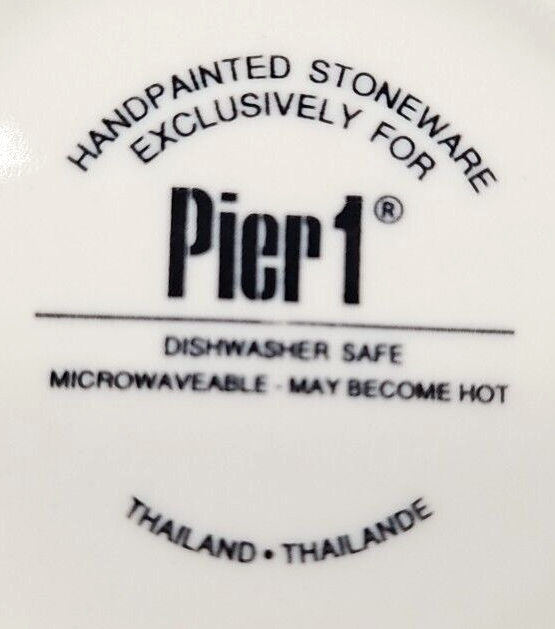 HANDPAINTED STONEWARE
EXCLUSIVELY FOR
Pier 1®
DISHWASHER SAFE
MICROWAVEABLE - MAY BECOME HOT
THAILAND • THAILANDE